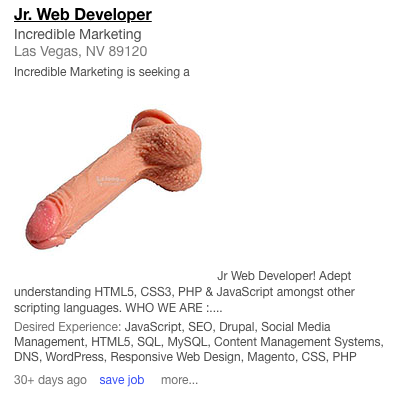 Jr. Web Developer
Incredible Marketing
Las Vegas, NV 89120
Incredible Marketing is seeking a
Jr Web Developer! Adept
understanding HTML5, CSS3, PHP & JavaScript amongst other
scripting languages. WHO WE ARE :....
Desired Experience: JavaScript, SEO, Drupal, Social Media
Management, HTML5, SQL, MySQL, Content Management Systems,
DNS, WordPress, Responsive Web Design, Magento, CSS, PHP
30+ days ago save job more...